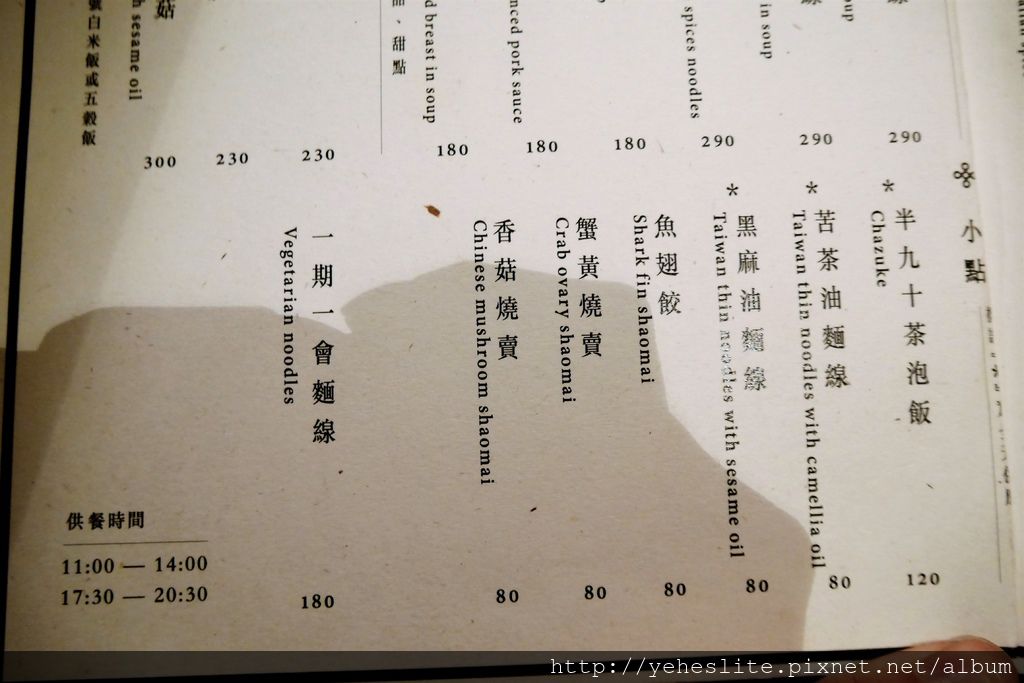 oup
290
in soup
290
spices noodles
290
180
nced pork sauce
180
、甜點
d breast in soup
180
230
230
菇
h sesame oil
300
號白米飯或五穀飯
小點
* 半九十茶泡飯
Chazuke
120
* 苦茶油麵線
Taiwan thin noodles with camellia oil
80
* 黑麻油麵線
Taiwan thin noodles with sesame oil
80
魚翅餃
Shark fin shaomai
80
蟹黃燒賣
Crab ovary shaomai
80
香菇燒賣
Chinese mushroom shaomai
80
一期一會麵線
Vegetarian noodles
180
供餐時間
11:00 — 14:00
17:30 — 20:30
http://yeheslite.pixnet.net/album